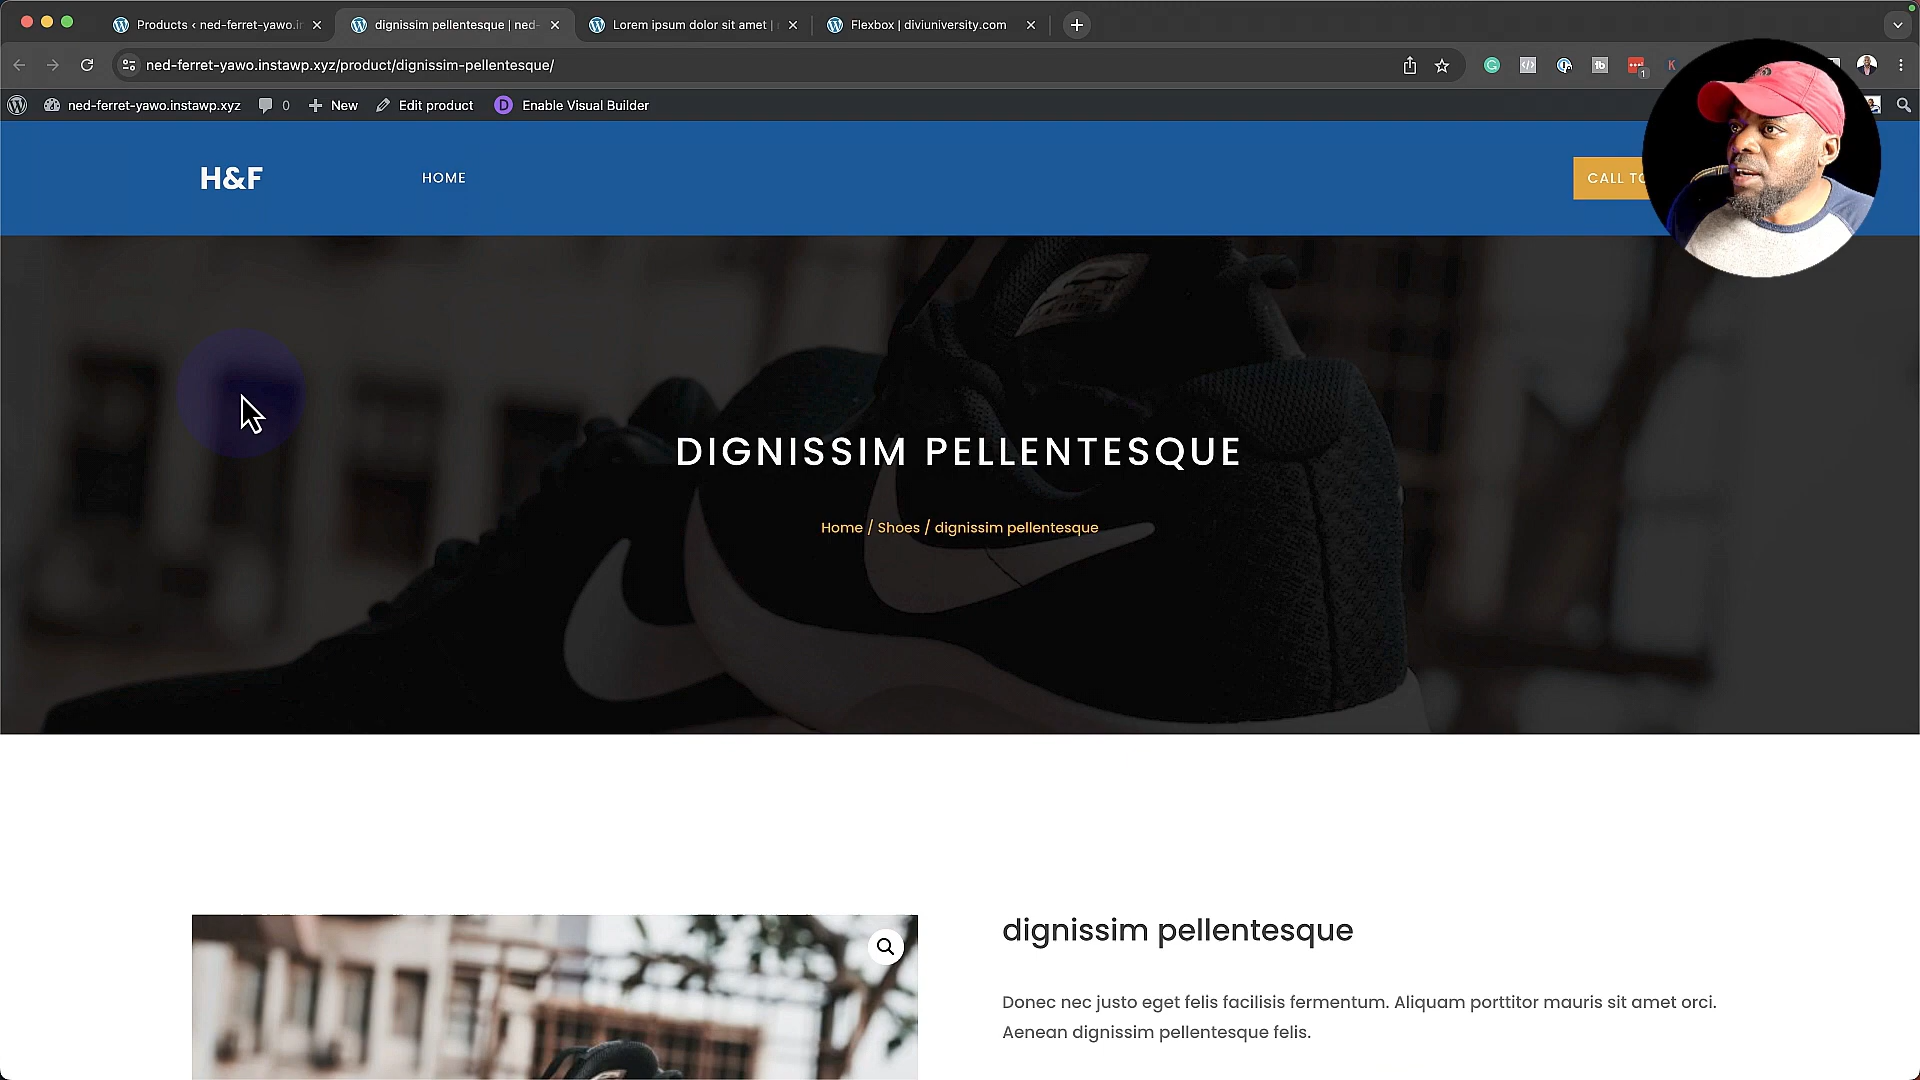 Products ‹ ned-ferret-yawo.in
dignissim pellentesque | ned-
Lorem ipsum dolor sit amet |
Flexbox | diviuniversity.com
ned-ferret-yawo.instawp.xyz/product/dignissim-pellentesque/
ned-ferret-yawo.instawp.xyz
0
New
Edit product
D
Enable Visual Builder
H&F
HOME
CALL TO
DIGNISSIM PELLENTESQUE
Home / Shoes / dignissim pellentesque
dignissim pellentesque
Donec nec justo eget felis facilisis fermentum. Aliquam porttitor mauris sit amet orci.
Aenean dignissim pellentesque felis.